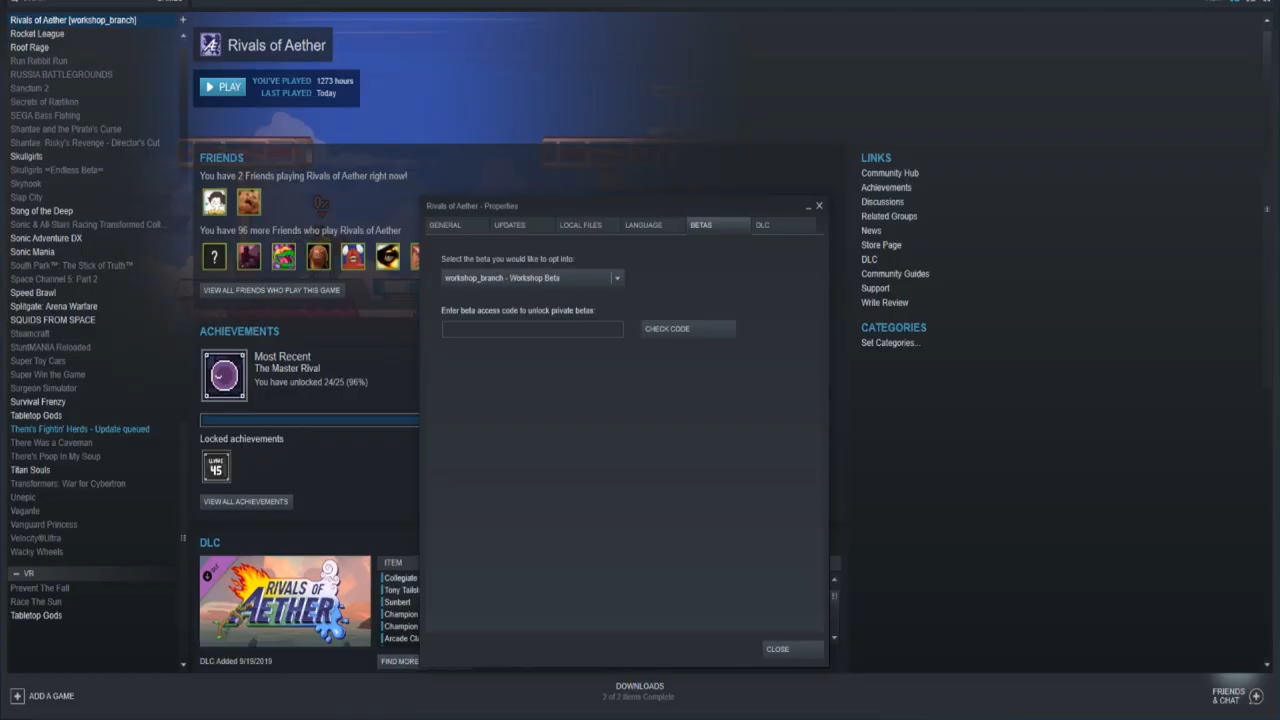 Rivals of Aether [workshop_branch]
Rocket League
Roof Rage
Run Rabbit Run
RUSSIA BATTLEGROUNDS
Sanctum 2
Secrets of Rætikon
SEGA Bass Fishing
Shantae and the Pirate's Curse
Shantae: Risky's Revenge - Director's Cut
Skullgirls
Skullgirls ∞Endless Beta∞
Skyhook
Slap City
Song of the Deep
Sonic & All-Stars Racing Transformed Coll...
Sonic Adventure DX
Sonic Mania
South Park™: The Stick of Truth™
Space Channel 5: Part 2
Speed Brawl
Splitgate: Arena Warfare
SQUIDS FROM SPACE
Steamcraft
StuntMANIA Reloaded
Super Toy Cars
Super Win the Game
Surgeon Simulator
Survival Frenzy
Tabletop Gods
Them's Fightin' Herds - Update queued
There Was a Caveman
There's Poop In My Soup
Titan Souls
Transformers: War for Cybertron
Unepic
Vagante
Vanguard Princess
Velocity®Ultra
Wacky Wheels
VR
Prevent The Fall
Race The Sun
Tabletop Gods
Rivals of Aether
PLAY
YOU'VE PLAYED 1273 hours
LAST PLAYED Today
FRIENDS
You have 2 Friends playing Rivals of Aether right now!
You have 96 more Friends who play Rivals of Aether
VIEW ALL FRIENDS WHO PLAY THIS GAME
ACHIEVEMENTS
Most Recent
The Master Rival
You have unlocked 24/25 (96%)
Locked achievements
45
VIEW ALL ACHIEVEMENTS
DLC
RIVALS OF
AETHER
DLC Added 9/19/2019
ITEM
Collegiate
Tony Tailsl
Sunbert
Champion
Champion
Arcade Cla
FIND MORE
Rivals of Aether - Properties
GENERAL
UPDATES
LOCAL FILES
LANGUAGE
BETAS
DLC
Select the beta you would like to opt into:
workshop_branch - Workshop Beta
Enter beta access code to unlock private betas:
CHECK CODE
CLOSE
LINKS
Community Hub
Achievements
Discussions
Related Groups
News
Store Page
DLC
Community Guides
Support
Write Review
CATEGORIES
Set Categories...
ADD A GAME
DOWNLOADS
2 of 2 Items Complete
FRIENDS
& CHAT